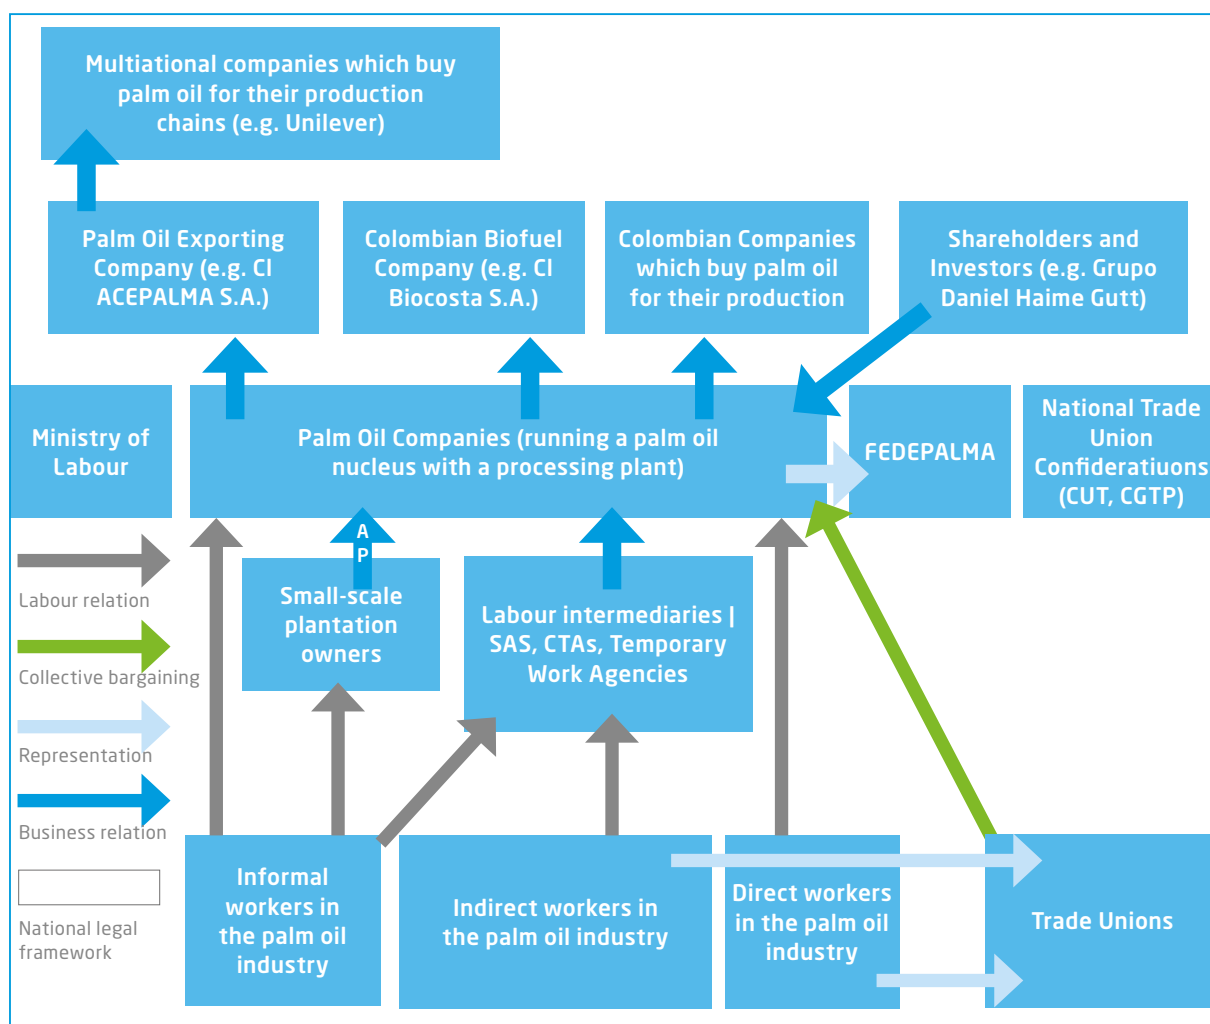 Multiational companies which buy
palm oil for their production
chains (e.g. Unilever)
Palm Oil Exporting
Company (e.g. CI
ACEPALMA S.A.)
Colombian Biofuel
Company (e.g. CI
Biocosta S.A.)
Colombian Companies
which buy palm oil
for their production
Shareholders and
Investors (e.g. Grupo
Daniel Haime Gutt)
Ministry of
Labour
Palm Oil Companies (running a palm oil
nucleus with a processing plant)
FEDEPALMA
National Trade
Union
Confideratiuons
(CUT, CGTP)
A
P
Small-scale
plantation
owners
Labour intermediaries |
SAS, CTAs, Temporary
Work Agencies
Labour relation
Collective bargaining
Representation
Business relation
National legal
framework
Informal
workers in
the palm oil
industry
Indirect workers in
the palm oil industry
Direct workers
in the palm oil
industry
Trade Unions